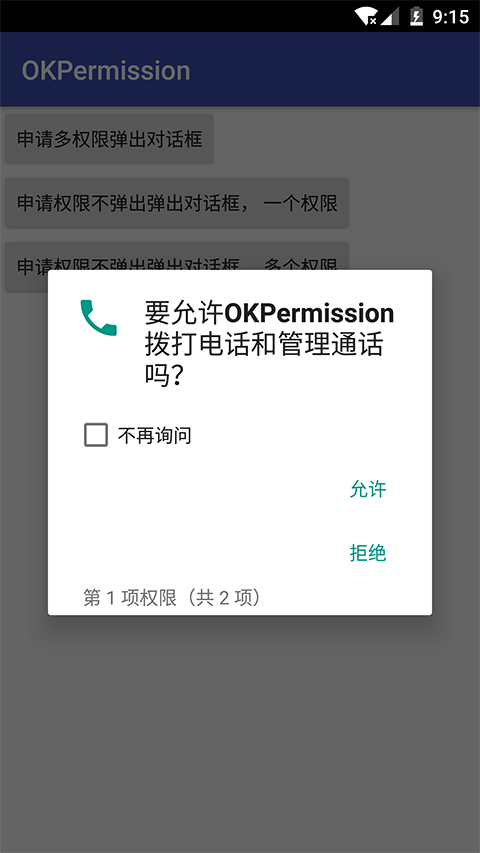 9:15
OKPermission
申请多权限弹出对话框
申请权限不弹出弹出对话框， 一个权限
申请权限不弹出弹出对话框， 多个权限
要允许OKPermission
拨打电话和管理通话
吗？
不再询问
允许
拒绝
第 1 项权限（共 2 项）